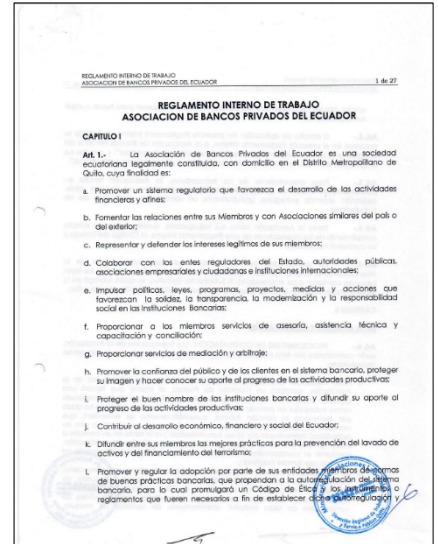 REGLAMENTO INTERNO DE TRABAJO
ASOCIACION DE BANCOS PRIVADOS DEL ECUADOR 1 de 27
REGLAMENTO INTERNO DE TRABAJO
ASOCIACION DE BANCOS PRIVADOS DEL ECUADOR
CAPITULO I
Art. 1.- La Asociación de Bancos Privados del Ecuador es una sociedad
ecuatoriana legalmente constituida, con domicilio en el Distrito Metropolitano de
Quito, cuya finalidad es:
a. Promover un sistema regulatorio que favorezca el desarrollo de las actividades
financieras y afines;
b. Fomentar las relaciones entre sus Miembros y con Asociaciones similares del país o
del exterior;
c. Representar y defender los intereses legítimos de sus miembros;
d. Colaborar con los entes reguladores del Estado, autoridades públicas,
asociaciones empresariales y ciudadanas e instituciones internacionales;
e. Impulsar políticas, leyes, programas, proyectos, medidas y acciones que
favorezcan la solidez, la transparencia, la modernización y la responsabilidad
social en las Instituciones Bancarias;
f. Proporcionar a los miembros servicios de asesoría, asistencia técnica y
capacitación y conciliación;
g. Proporcionar servicios de mediación y arbitraje;
h. Promover la confianza del público y de los clientes en el sistema bancario, proteger
su imagen y hacer conocer su aporte al progreso de las actividades productivas;
i. Proteger el buen nombre de las instituciones bancarias y difundir su aporte al
progreso de las actividades productivas;
j. Contribuir al desarrollo económico, financiero y social del Ecuador;
k. Difundir entre sus miembros las mejores prácticas para la prevención del lavado de
activos y del financiamiento del terrorismo;
l. Promover y regular la adopción por parte de sus entidades miembros de normas
de buenas prácticas bancarias, que propendan a la autorregulación del sistema
bancario, para lo cual promulgará un Código de Ética y los instrumentos o
reglamentos que fueren necesarios a fin de establecer dicha autorregulación y